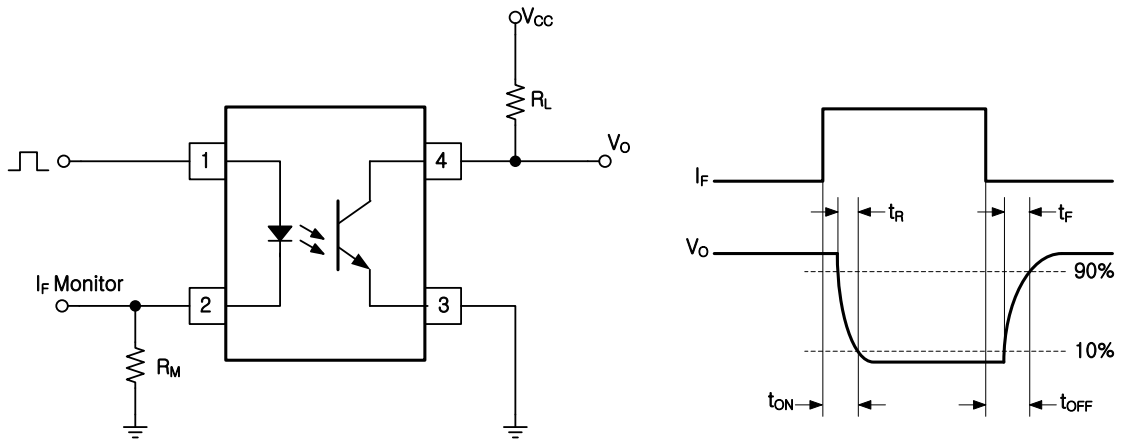 VCC
RL
VO
1
4
IF Monitor
2
3
RM
IF
tR
tF
VO
90%
10%
tON
tOFF